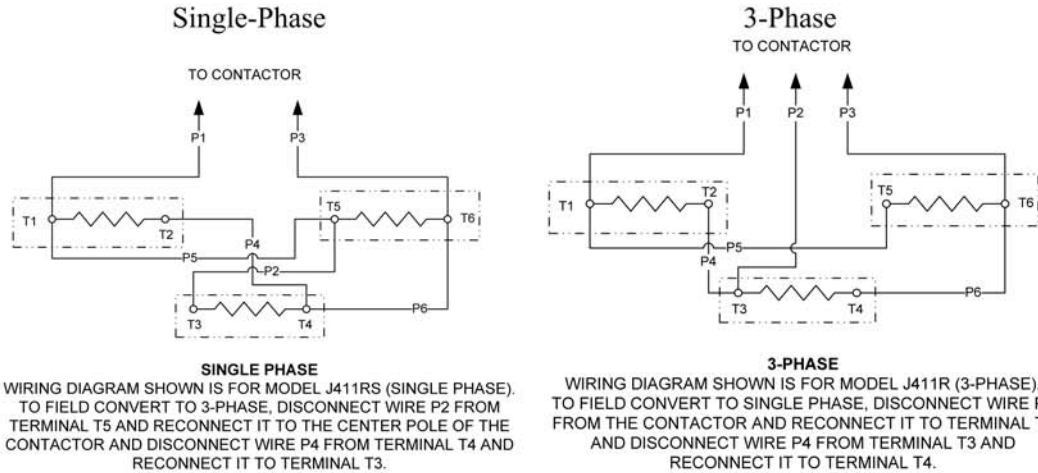 Single-Phase
TO CONTACTOR
P1
P3
T1
T2
T5
T6
P4
P5
P2
T3
T4
P6
SINGLE PHASE
WIRING DIAGRAM SHOWN IS FOR MODEL J411RS (SINGLE PHASE).
TO FIELD CONVERT TO 3-PHASE, DISCONNECT WIRE P2 FROM
TERMINAL T5 AND RECONNECT IT TO THE CENTER POLE OF THE
CONTACTOR AND DISCONNECT WIRE P4 FROM TERMINAL T4 AND
RECONNECT IT TO TERMINAL T3.
3-Phase
TO CONTACTOR
P1
P2
P3
T1
T2
T5
T6
P5
P4
T3
T4
P6
3-PHASE
WIRING DIAGRAM SHOWN IS FOR MODEL J411R (3-PHASE).
TO FIELD CONVERT TO SINGLE PHASE, DISCONNECT WIRE
FROM THE CONTACTOR AND RECONNECT IT TO TERMINAL
AND DISCONNECT WIRE P4 FROM TERMINAL T3 AND
RECONNECT IT TO TERMINAL T4.